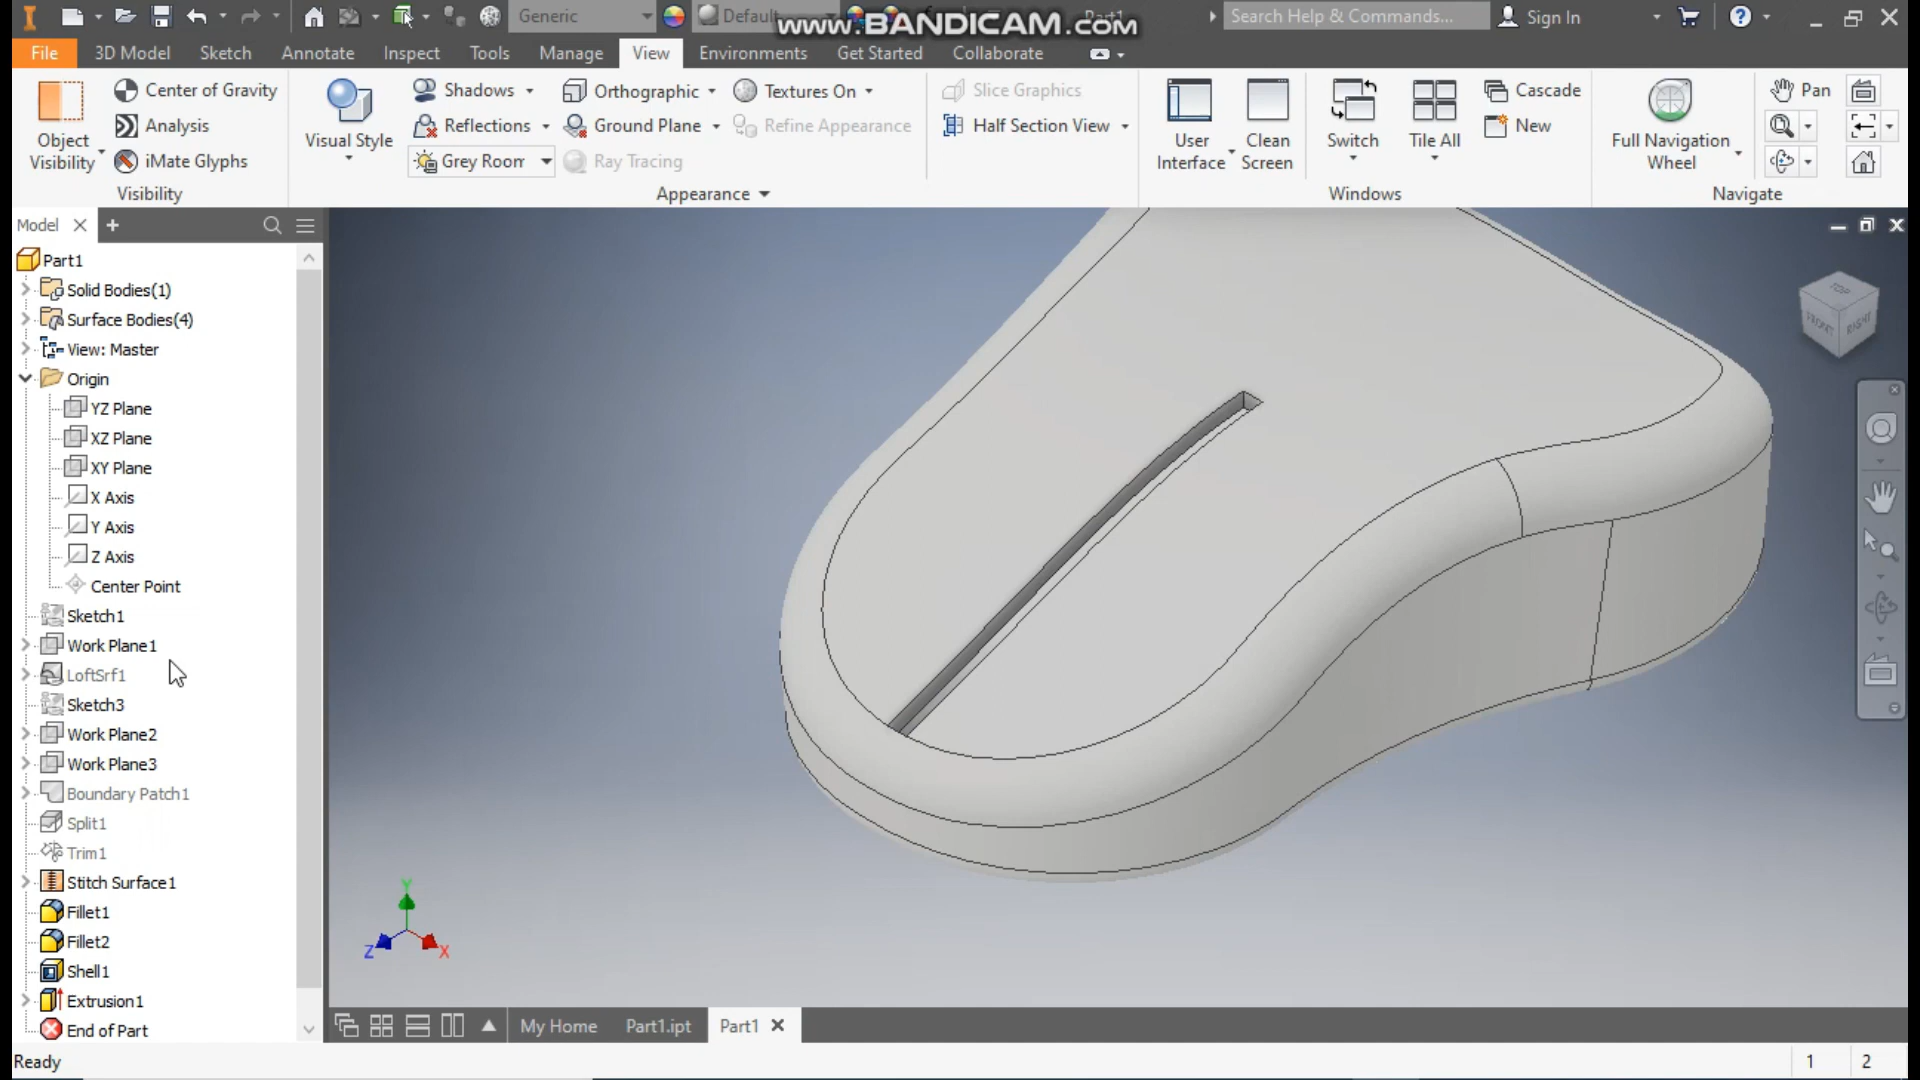 Generic
Default
www.BANDICAM.com
Part1
Search Help & Commands...
Sign In
File
3D Model
Sketch
Annotate
Inspect
Tools
Manage
View
Environments
Get Started
Collaborate
Object
Visibility
Center of Gravity
Analysis
iMate Glyphs
Visibility
Visual Style
Shadows
Reflections
Grey Room
Orthographic
Ground Plane
Ray Tracing
Textures On
Refine Appearance
Appearance
Slice Graphics
Half Section View
User
Interface
Clean
Screen
Switch
Tile All
Cascade
New
Windows
Full Navigation
Wheel
Pan
Navigate
Model
Part1
Solid Bodies(1)
Surface Bodies(4)
View: Master
Origin
YZ Plane
XZ Plane
XY Plane
X Axis
Y Axis
Z Axis
Center Point
Sketch1
Work Plane1
LoftSrf1
Sketch3
Work Plane2
Work Plane3
Boundary Patch1
Split1
Trim1
Stitch Surface1
Fillet1
Fillet2
Shell1
Extrusion1
End of Part
TOP
FRONT
RIGHT
Y
Z
X
My Home
Part1.ipt
Part1
Ready
1
2